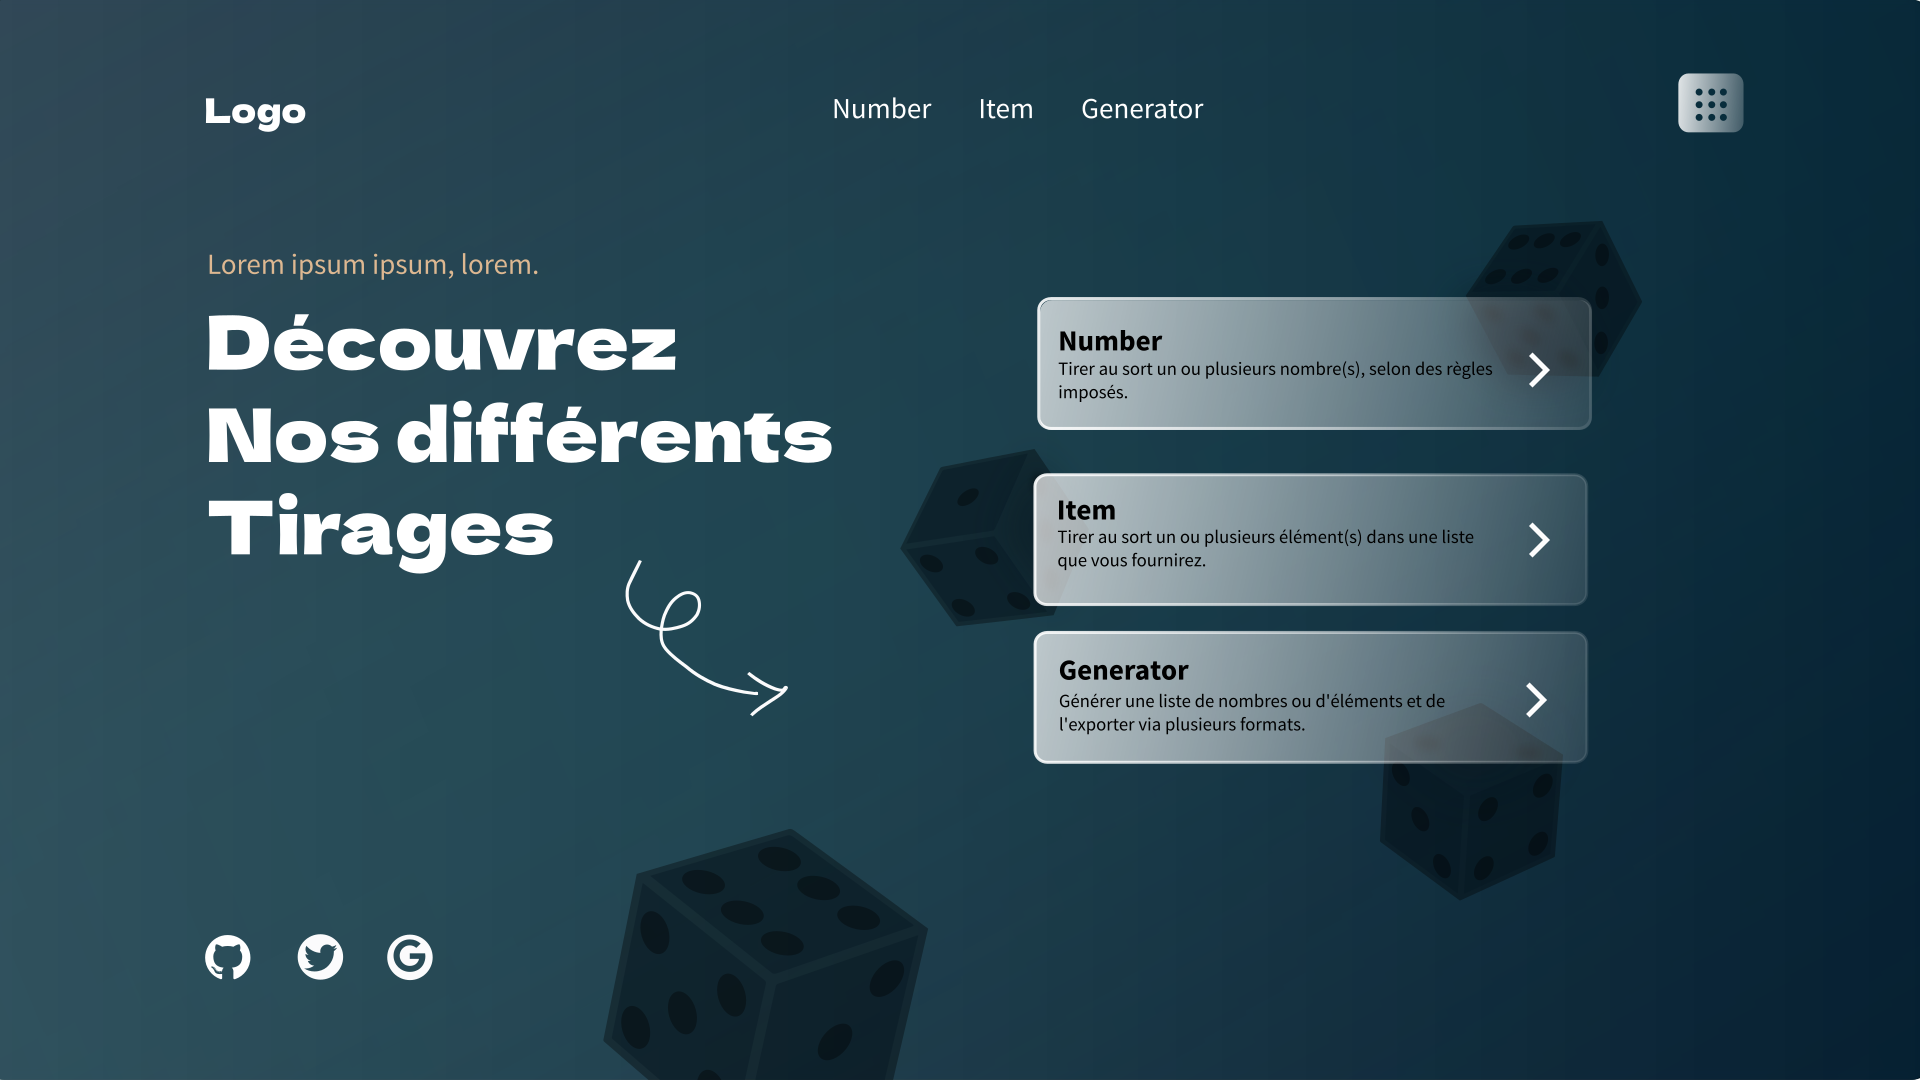 Logo
Number Item Generator
Lorem ipsum ipsum, lorem.
Découvrez
Nos différents
Tirages
Number
Tirer au sort un ou plusieurs nombre(s), selon des règles
imposés.
Item
Tirer au sort un ou plusieurs élément(s) dans une liste
que vous fournirez.
Generator
Générer une liste de nombres ou d'éléments et de
l'exporter via plusieurs formats.